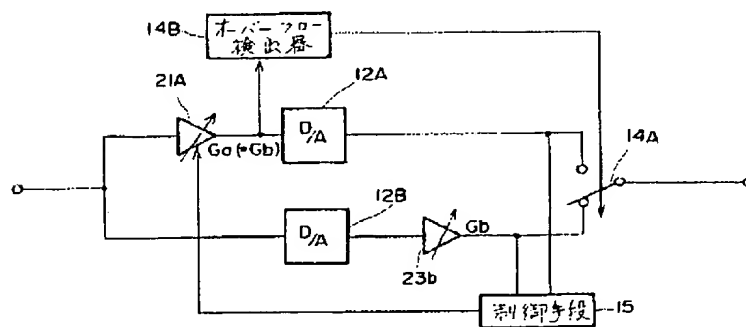 14B
オーバーフロー
検出器
21A
12A
D/A
Ga(=Gb)
14A
12B
D/A
Gb
23b
制御手段
15